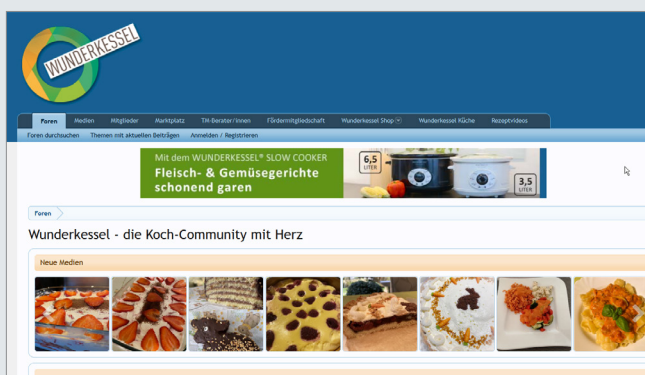 WUNDERKESSEL
Foren Medien Mitglieder Marktplatz TM-Berater/innen Fördermitgliedschaft Wunderkessel Shop Wunderkessel Küche Rezeptvideos
Foren durchsuchen Themen mit aktuellen Beiträgen Anmelden / Registrieren
Mit dem WUNDERKESSEL® SLOW COOKER
Fleisch- & Gemüsegerichte
schonend garen
6,5
LITER
3,5
LITER
Foren
Wunderkessel - die Koch-Community mit Herz
Neue Medien